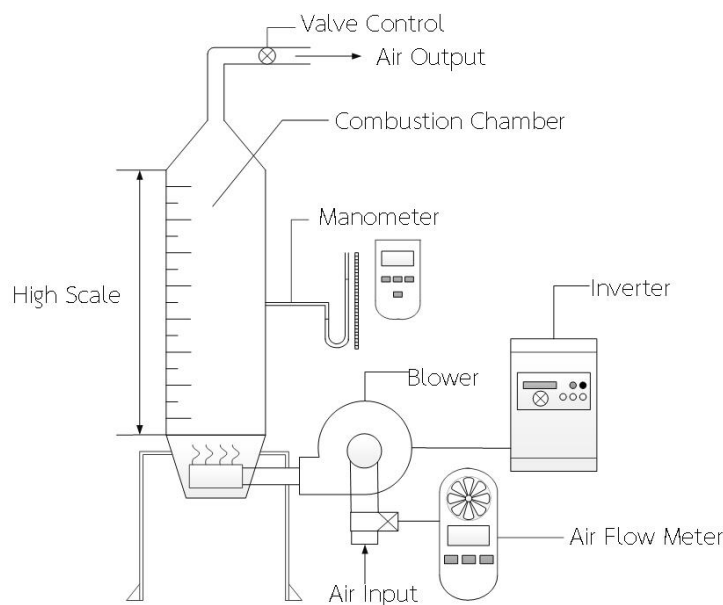 Valve Control
Air Output
Combustion Chamber
Manometer
High Scale
Inverter
Blower
Air Flow Meter
Air Input